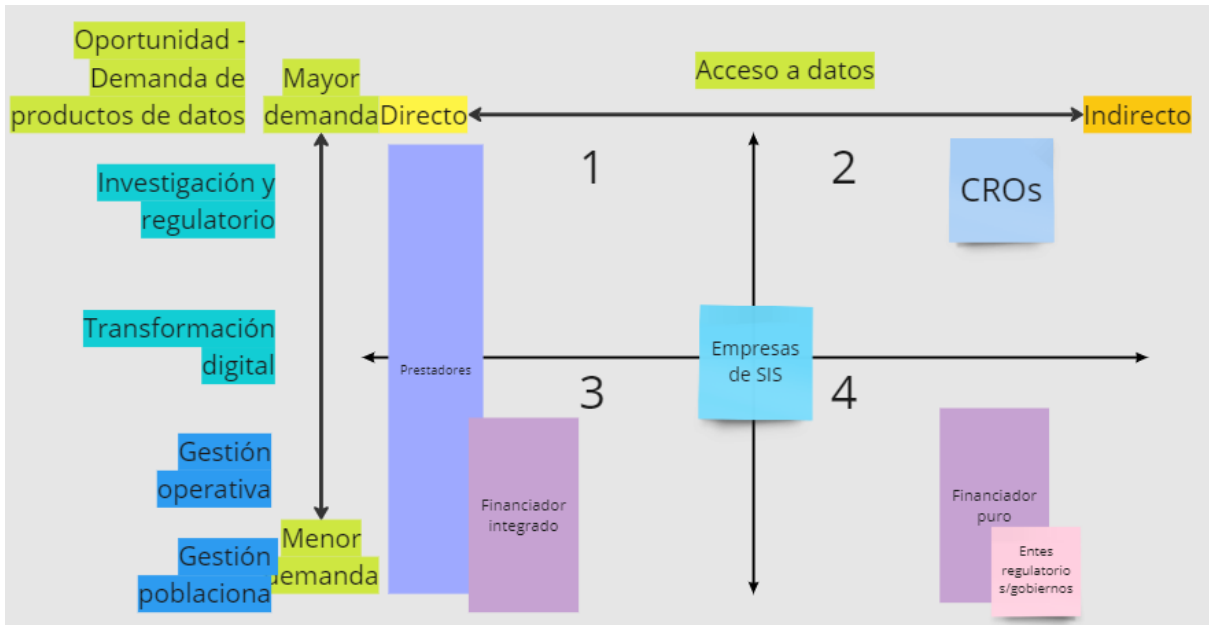 Oportunidad -
Demanda de
productos de datos
Mayor
demanda
Directo
Acceso a datos
Indirecto
1
2
CROs
Investigación y
regulatorio
Transformación
digital
Prestadores
Empresas
de SIS
3
4
Gestión
operativa
Financiador
integrado
Financiador
puro
Menor
demanda
Gestión
poblaciona
Entes
regulatorio
s/gobiernos